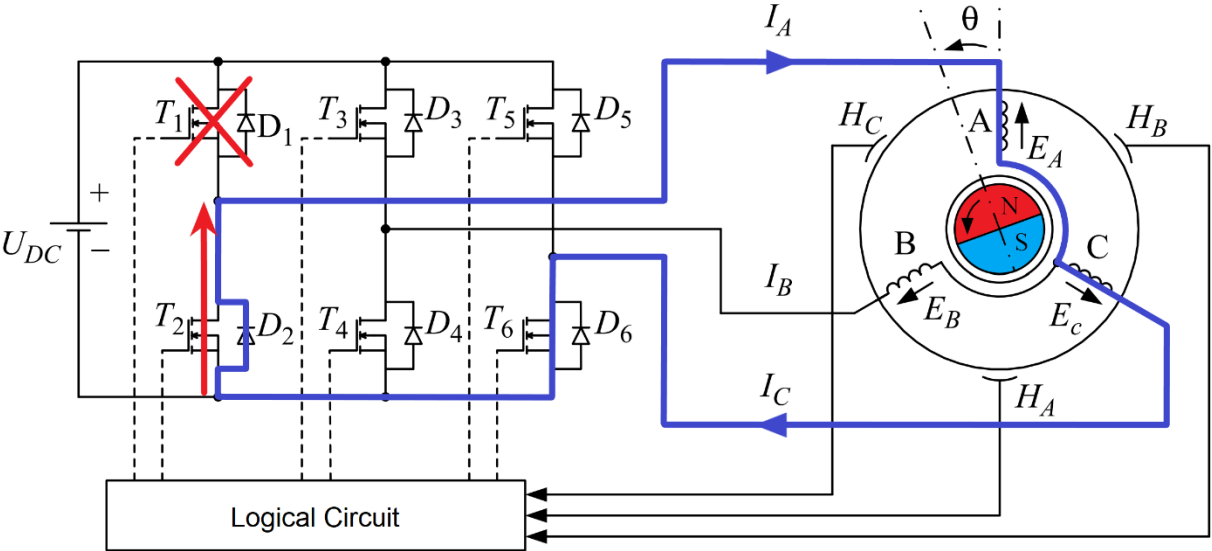 I_A
θ
T_1
D_1
T_3
D_3
T_5
D_5
H_C
A
E_A
H_B
+
U_DC
−
N
S
B
C
I_B
E_B
E_c
T_2
D_2
T_4
D_4
T_6
D_6
I_C
H_A
Logical Circuit